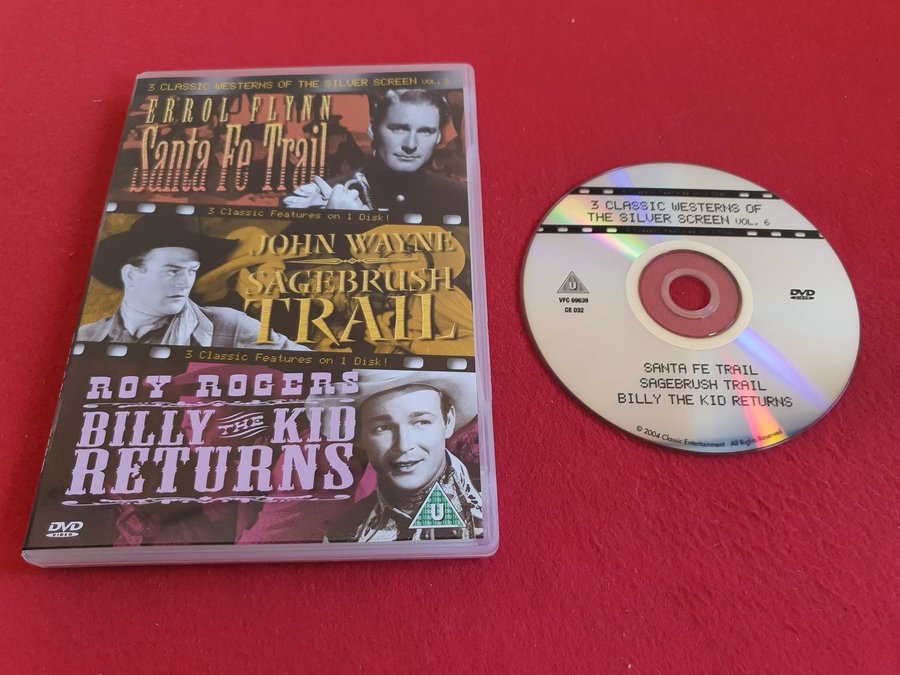 3 CLASSIC WESTERNS OF THE SILVER SCREEN VOL. 6
ERROL FLYNN
Santa Fe Trail
3 Classic Features on 1 Disk!
JOHN WAYNE
SAGEBRUSH
TRAIL
3 Classic Features on 1 Disk!
ROY ROGERS
BILLY THE KID
RETURNS
DVD
VIDEO
U
3 CLASSIC WESTERNS OF
THE SILVER SCREEN VOL. 6
U
VFC 69639
CE 032
DVD
VIDEO
SANTA FE TRAIL
SAGEBRUSH TRAIL
BILLY THE KID RETURNS
© 2004 Classic Entertainment All Rights Reserved